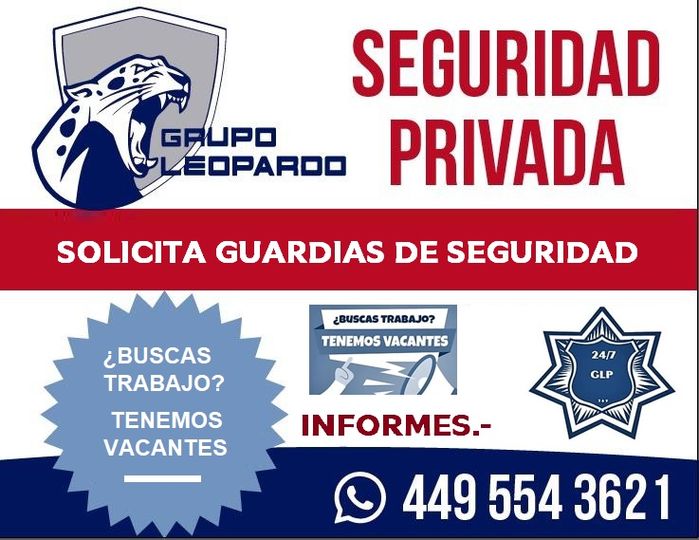 SEGURIDAD
PRIVADA
GRUPO
LEOPARDO
SOLICITA GUARDIAS DE SEGURIDAD
¿BUSCAS
TRABAJO?
TENEMOS
VACANTES
¿BUSCAS TRABAJO?
TENEMOS VACANTES
INFORMES.-
24/7
GLP
...
449 554 3621